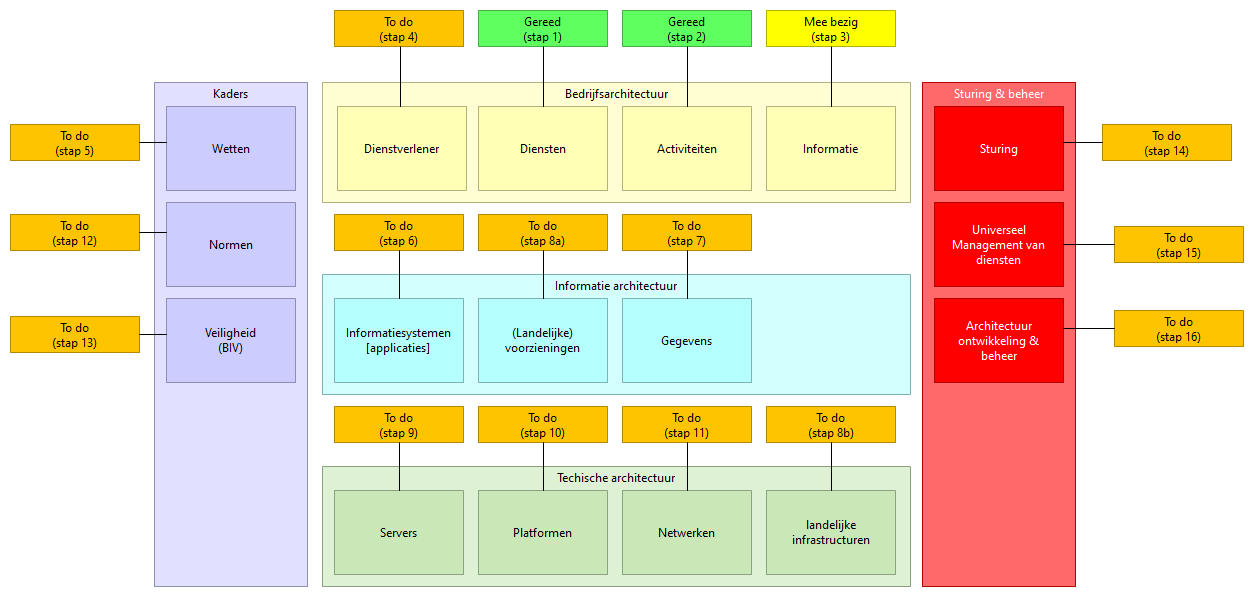 To do
(stap 4)
Gereed
(stap 1)
Gereed
(stap 2)
Mee bezig
(stap 3)
Kaders
Bedrijfsarchitectuur
Sturing & beheer
To do
(stap 5)
Wetten
Dienstverlener
Diensten
Activiteiten
Informatie
Sturing
To do
(stap 14)
To do
(stap 12)
Normen
To do
(stap 6)
To do
(stap 8a)
To do
(stap 7)
Universeel
Management van
diensten
To do
(stap 15)
Informatie architectuur
To do
(stap 13)
Veiligheid
(BIV)
Informatiesystemen
[applicaties]
(Landelijke)
voorzieningen
Gegevens
Architectuur
ontwikkeling &
beheer
To do
(stap 16)
To do
(stap 9)
To do
(stap 10)
To do
(stap 11)
To do
(stap 8b)
Techische architectuur
Servers
Platformen
Netwerken
landelijke
infrastructuren